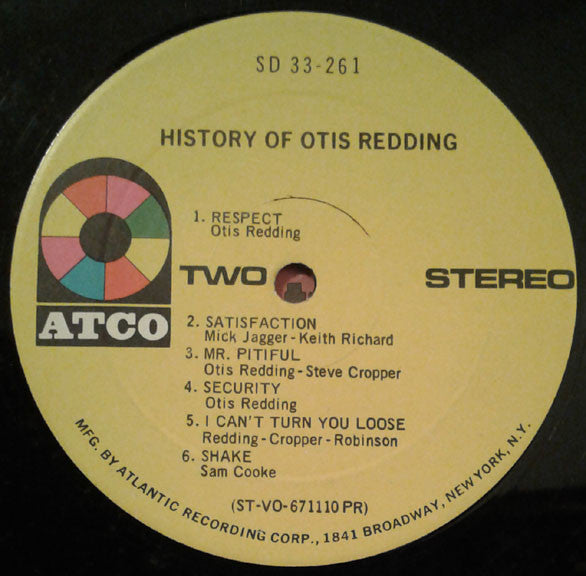 SD 33-261
HISTORY OF OTIS REDDING
1. RESPECT
Otis Redding
TWO
STEREO
ATCO
2. SATISFACTION
Mick Jagger-Keith Richard
3. MR. PITIFUL
Otis Redding-Steve Cropper
4. SECURITY
Otis Redding
5. I CAN'T TURN YOU LOOSE
Redding-Cropper-Robinson
6. SHAKE
Sam Cooke
(ST-VO-671110 PR)
MFG. BY ATLANTIC RECORDING CORP., 1841 BROADWAY, NEW YORK, N.Y.